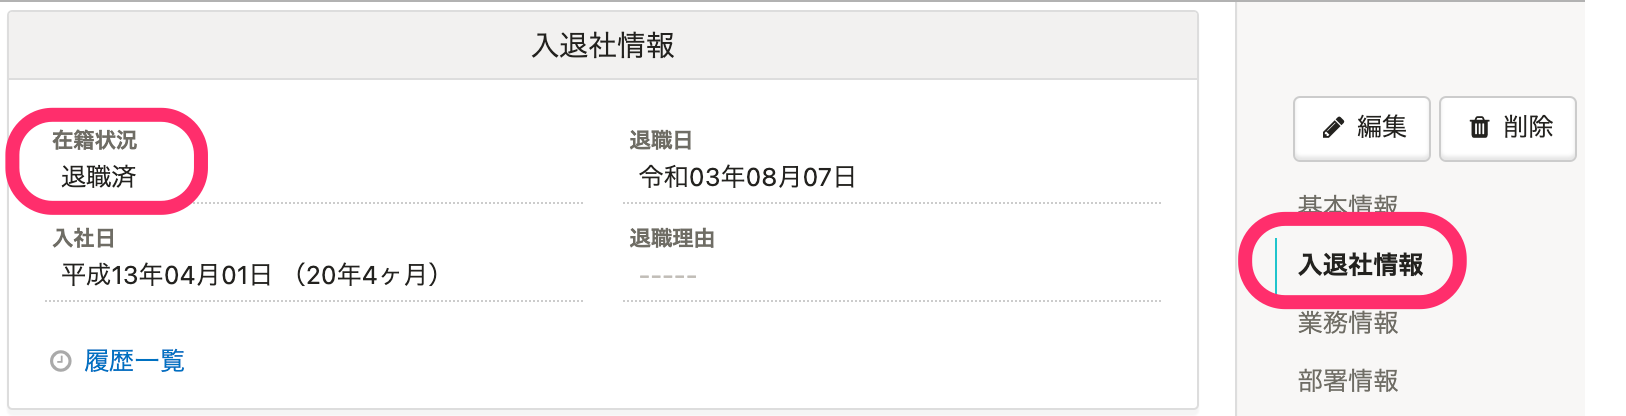 入退社情報
在籍状況
退職済
退職日
令和03年08月07日
入社日
平成13年04月01日 （20年4ヶ月）
退職理由
-----
履歴一覧
編集
削除
基本情報
入退社情報
業務情報
部署情報